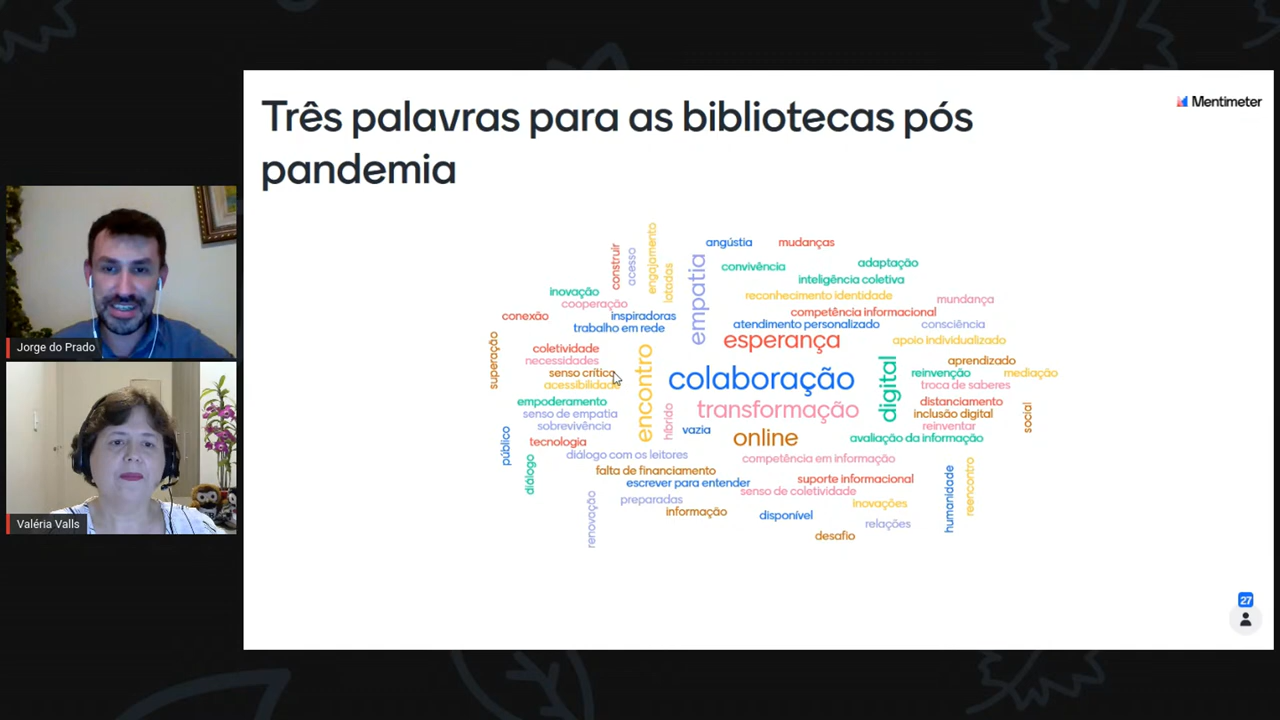 Três palavras para as bibliotecas pós
pandemia
Mentimeter
Jorge do Prado
Valéria Valls
angústia
mudanças
construir
acesso
engajamento
lotadas
empatia
convivência
adaptação
inteligência coletiva
inovação
reconhecimento identidade
cooperação
mundança
conexão
inspiradoras
competência informacional
trabalho em rede
atendimento personalizado
consciência
esperança
apoio individualizado
superação
coletividade
necessidades
aprendizado
senso crítico
encontro
colaboração
digital
reinvenção
mediação
acessibilidade
troca de saberes
empoderamento
híbrido
transformação
distanciamento
senso de empatia
inclusão digital
social
sobrevivência
vazia
reinventar
público
tecnologia
online
avaliação da informação
diálogo
diálogo com os leitores
competência em informação
falta de financiamento
suporte informacional
escrever para entender
senso de coletividade
humanidade
reencontro
renovação
preparadas
inovações
informação
disponível
relações
desafio
27